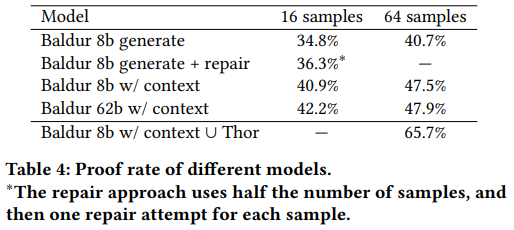 Model 16 samples 64 samples
Baldur 8b generate 34.8% 40.7%
Baldur 8b generate + repair 36.3%* —
Baldur 8b w/ context 40.9% 47.5%
Baldur 62b w/ context 42.2% 47.9%
Baldur 8b w/ context ∪ Thor — 65.7%
Table 4: Proof rate of different models.
*The repair approach uses half the number of samples, and
then one repair attempt for each sample.